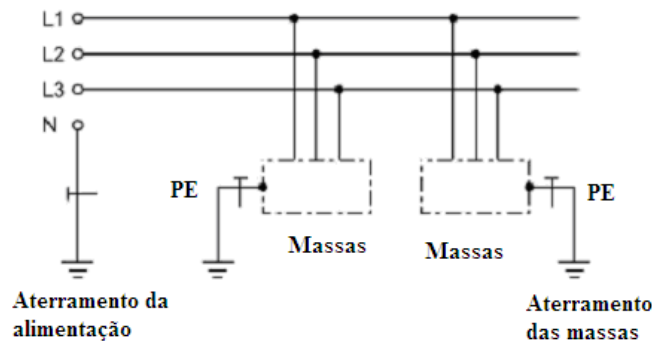 L1
L2
L3
N
PE
PE
Massas
Massas
Aterramento da
alimentação
Aterramento
das massas